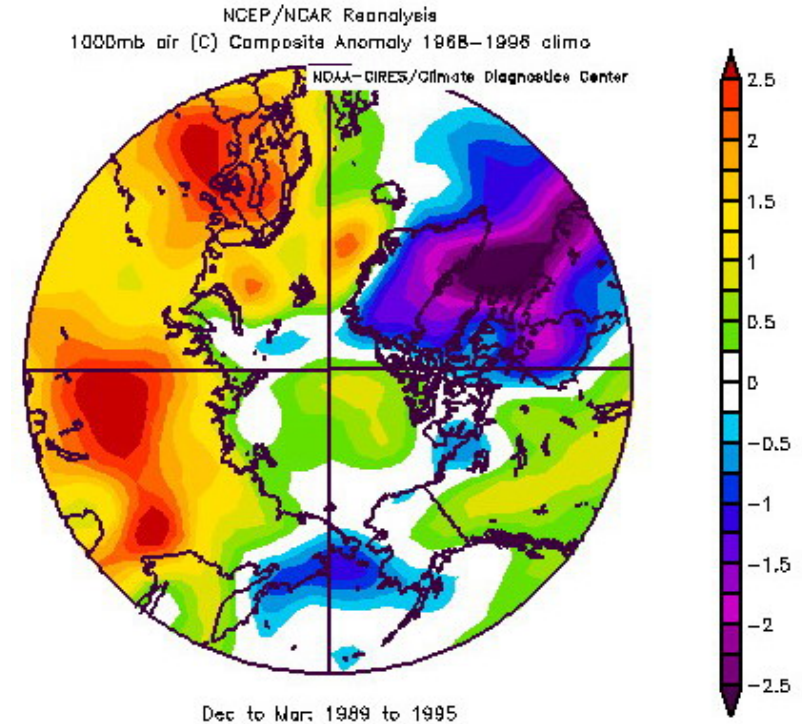 NCEP/NCAR Reanalysis
1000mb air (C) Composite Anomaly 1968-1996 climo
NOAA-CIRES/Climate Diagnostics Center
2.5
2
1.5
1
0.5
0
-0.5
-1
-1.5
-2
-2.5
Dec to Mar: 1989 to 1995